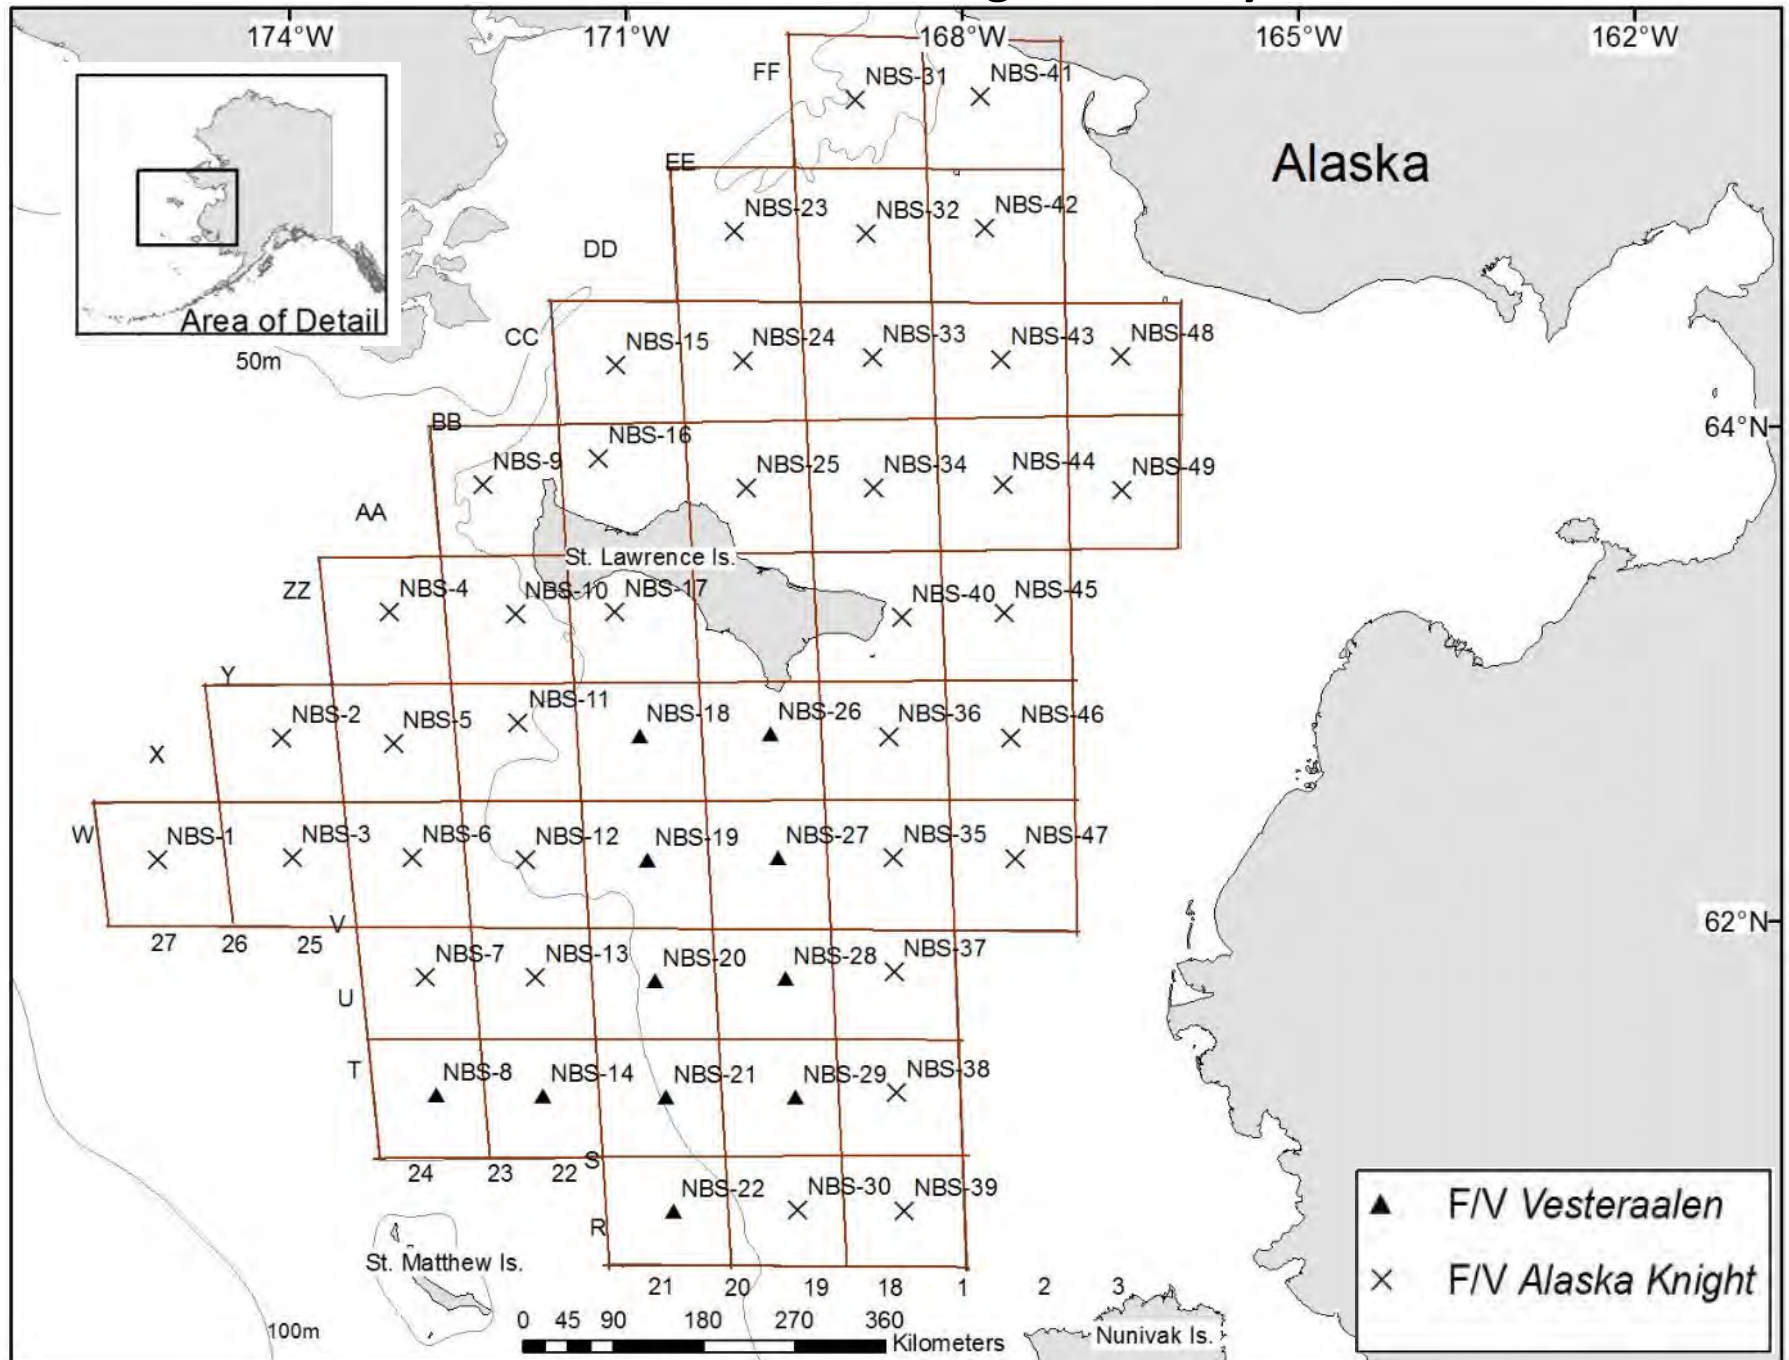 174°W 171°W 168°W 165°W 162°W
FF NBS-31 NBS-41
Alaska
EE
NBS-23 NBS-32 NBS-42
DD
Area of Detail
50m
CC NBS-15 NBS-24 NBS-33 NBS-43 NBS-48
BB NBS-16 64°N
NBS-9 NBS-25 NBS-34 NBS-44 NBS-49
AA
St. Lawrence Is.
ZZ NBS-4 NBS-10 NBS-17 NBS-40 NBS-45
Y
NBS-2 NBS-5 NBS-11 NBS-18 NBS-26 NBS-36 NBS-46
X
W NBS-1 NBS-3 NBS-6 NBS-12 NBS-19 NBS-27 NBS-35 NBS-47
V 62°N
27 26 25
NBS-7 NBS-13 NBS-20 NBS-28 NBS-37
U
T NBS-8 NBS-14 NBS-21 NBS-29 NBS-38
S
24 23 22
NBS-22 NBS-30 NBS-39
R
F/V Vesteraalen
St. Matthew Is.
F/V Alaska Knight
21 20 19 18 1 2 3
0 45 90 180 270 360
Kilometers
100m
Nunivak Is.